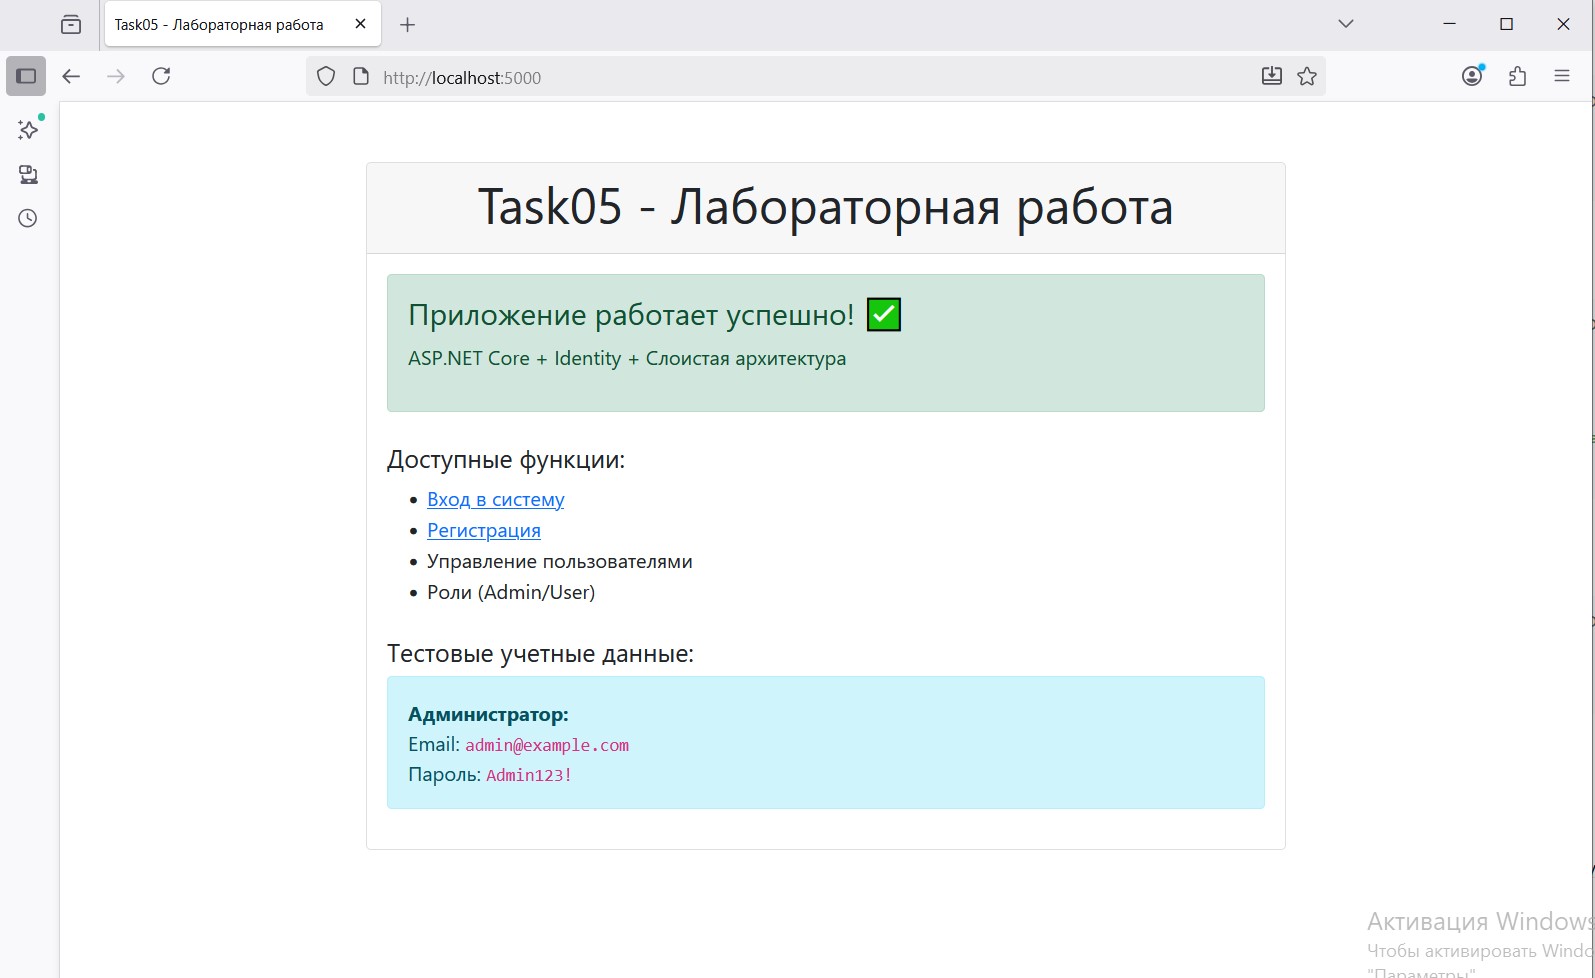 Task05 - Лабораторная работа
http://localhost:5000
Task05 - Лабораторная работа
Приложение работает успешно! ✅
ASP.NET Core + Identity + Слоистая архитектура
Доступные функции:
Вход в систему
Регистрация
Управление пользователями
Роли (Admin/User)
Тестовые учетные данные:
Администратор:
Email: admin@example.com
Пароль: Admin123!
Активация Windows
Чтобы активировать Windo
"Параметры"